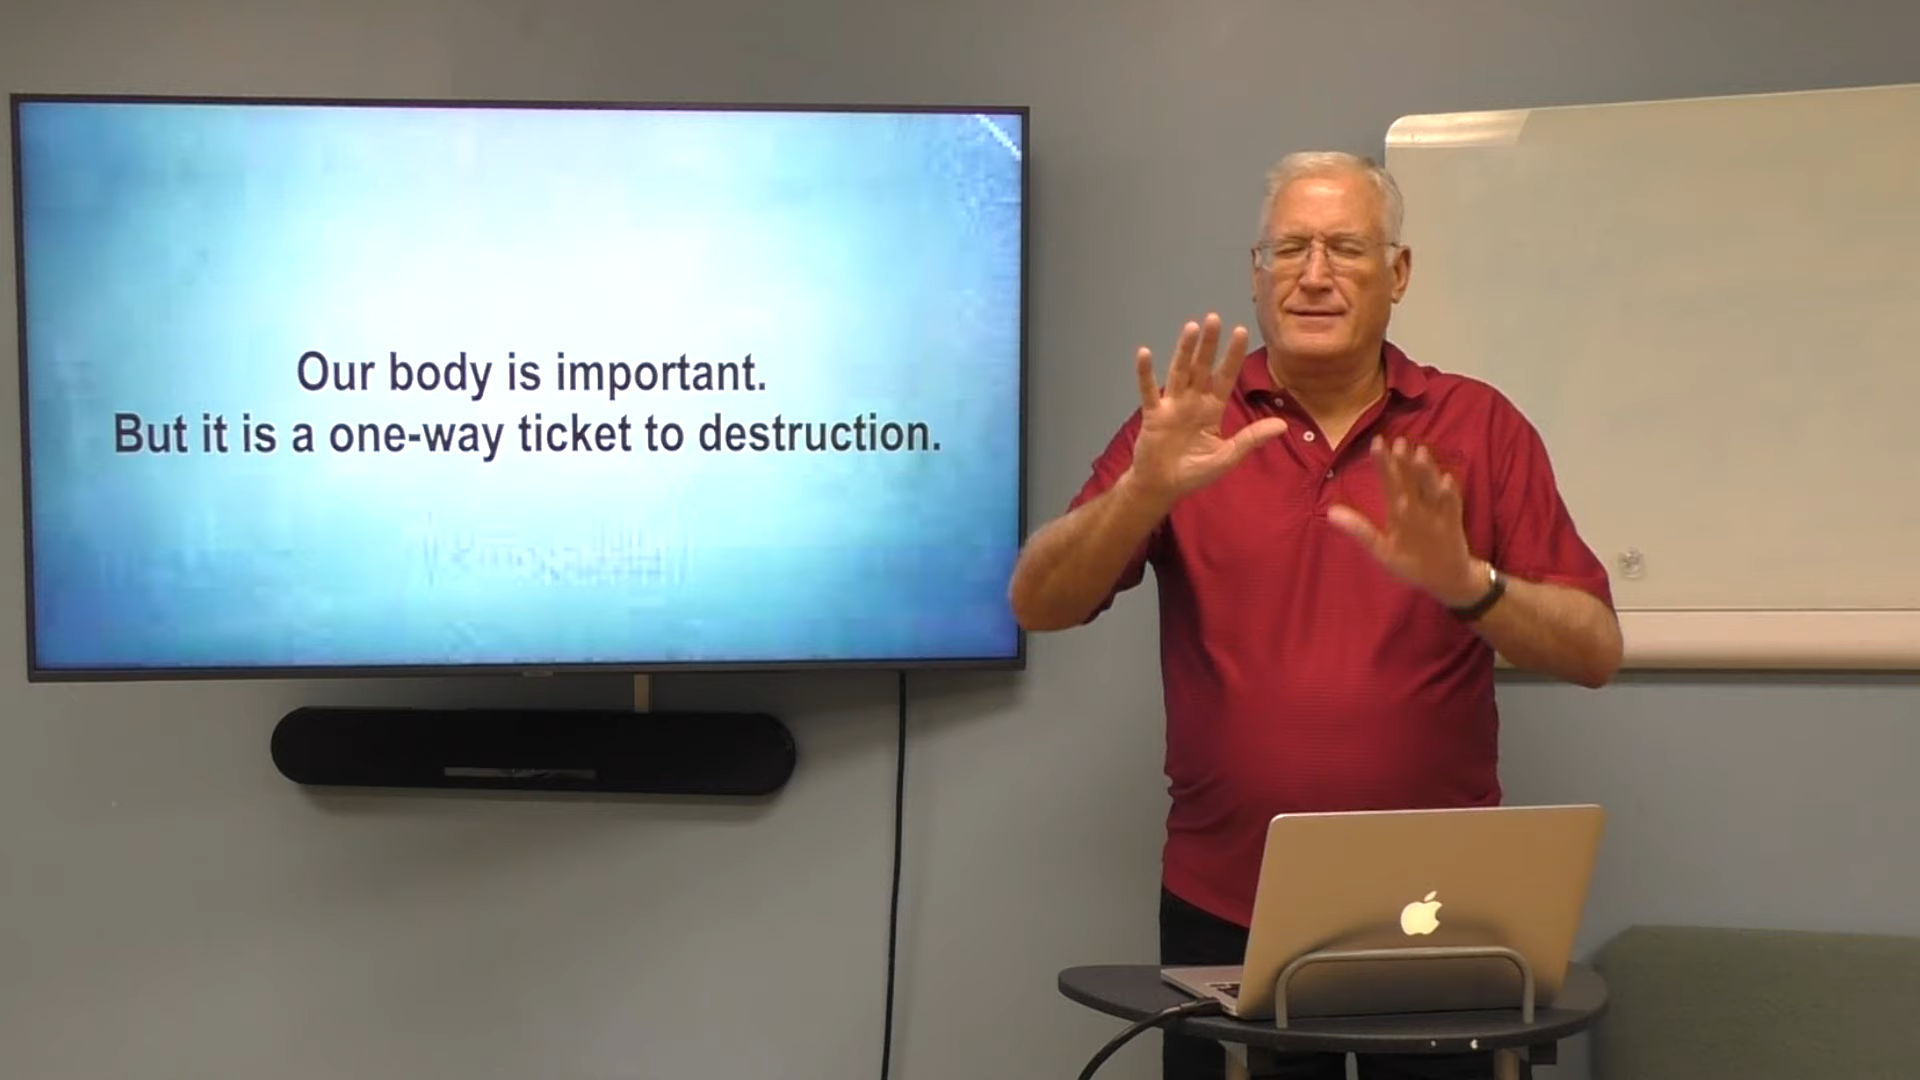 Our body is important.
But it is a one-way ticket to destruction.